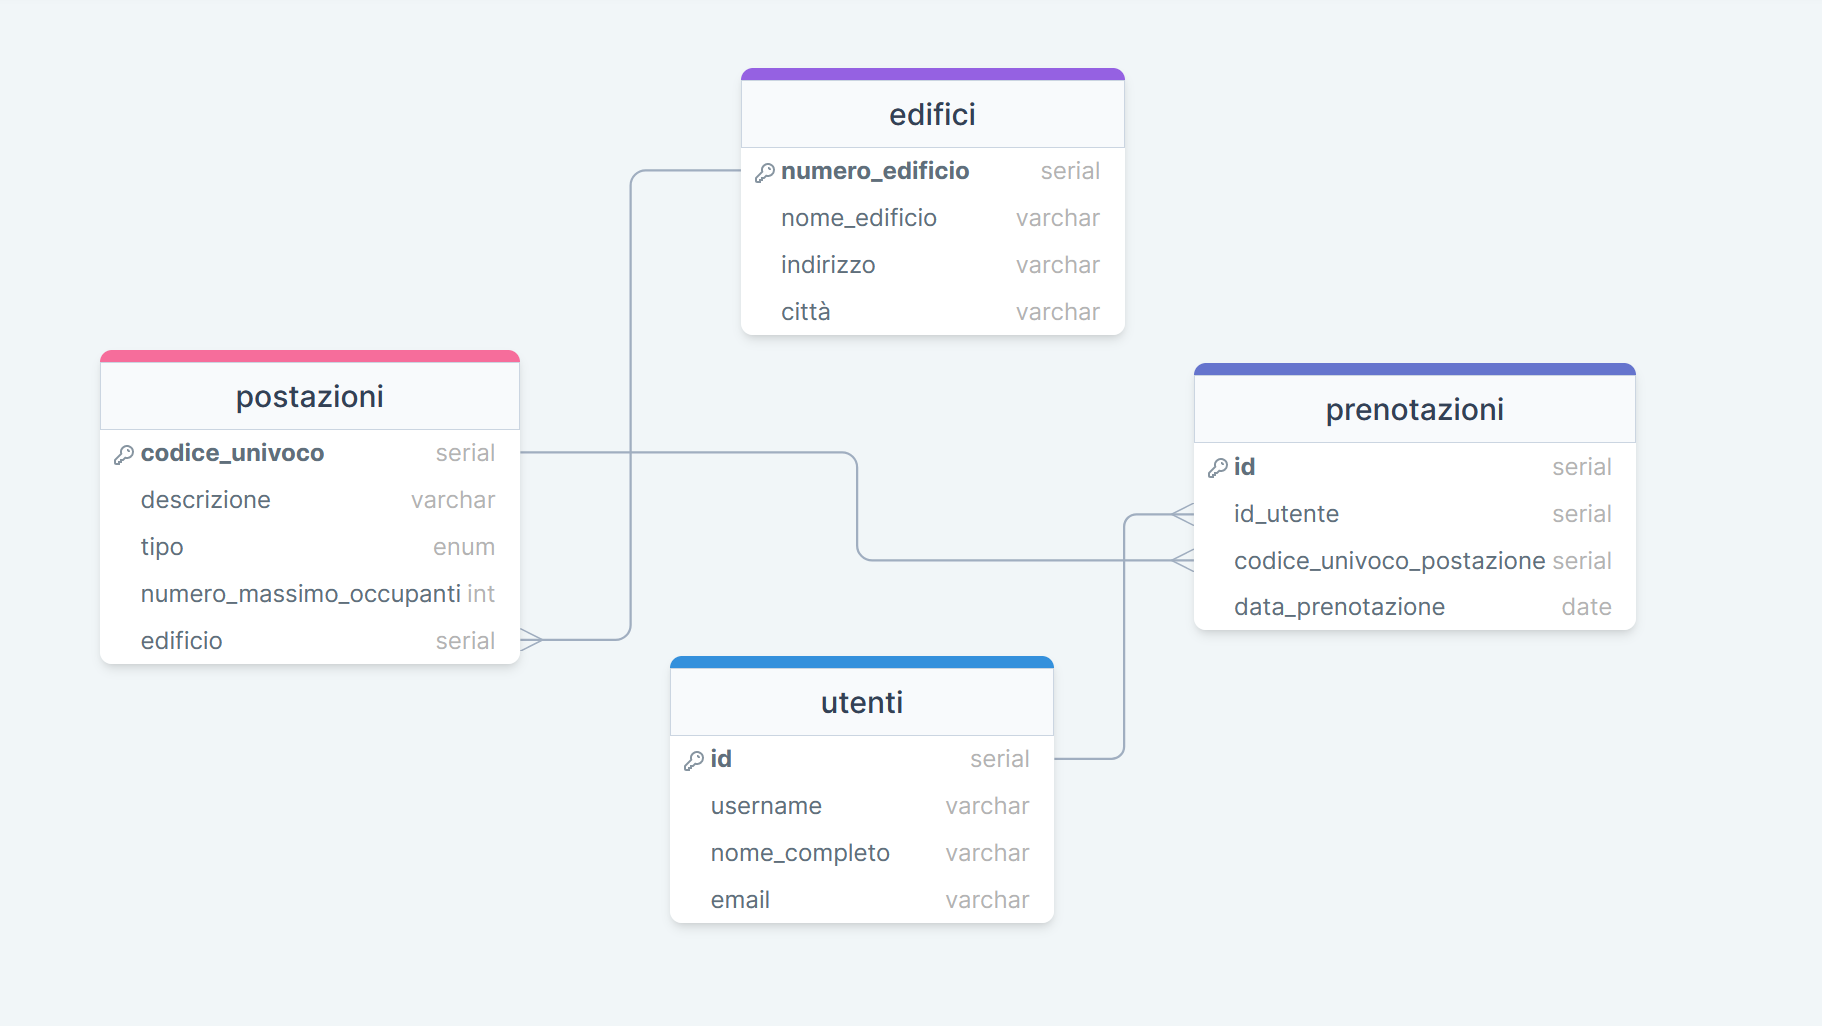 edifici
numero_edificio serial
nome_edificio varchar
indirizzo varchar
città varchar
postazioni
codice_univoco serial
descrizione varchar
tipo enum
numero_massimo_occupanti int
edificio serial
prenotazioni
id serial
id_utente serial
codice_univoco_postazione serial
data_prenotazione date
utenti
id serial
username varchar
nome_completo varchar
email varchar